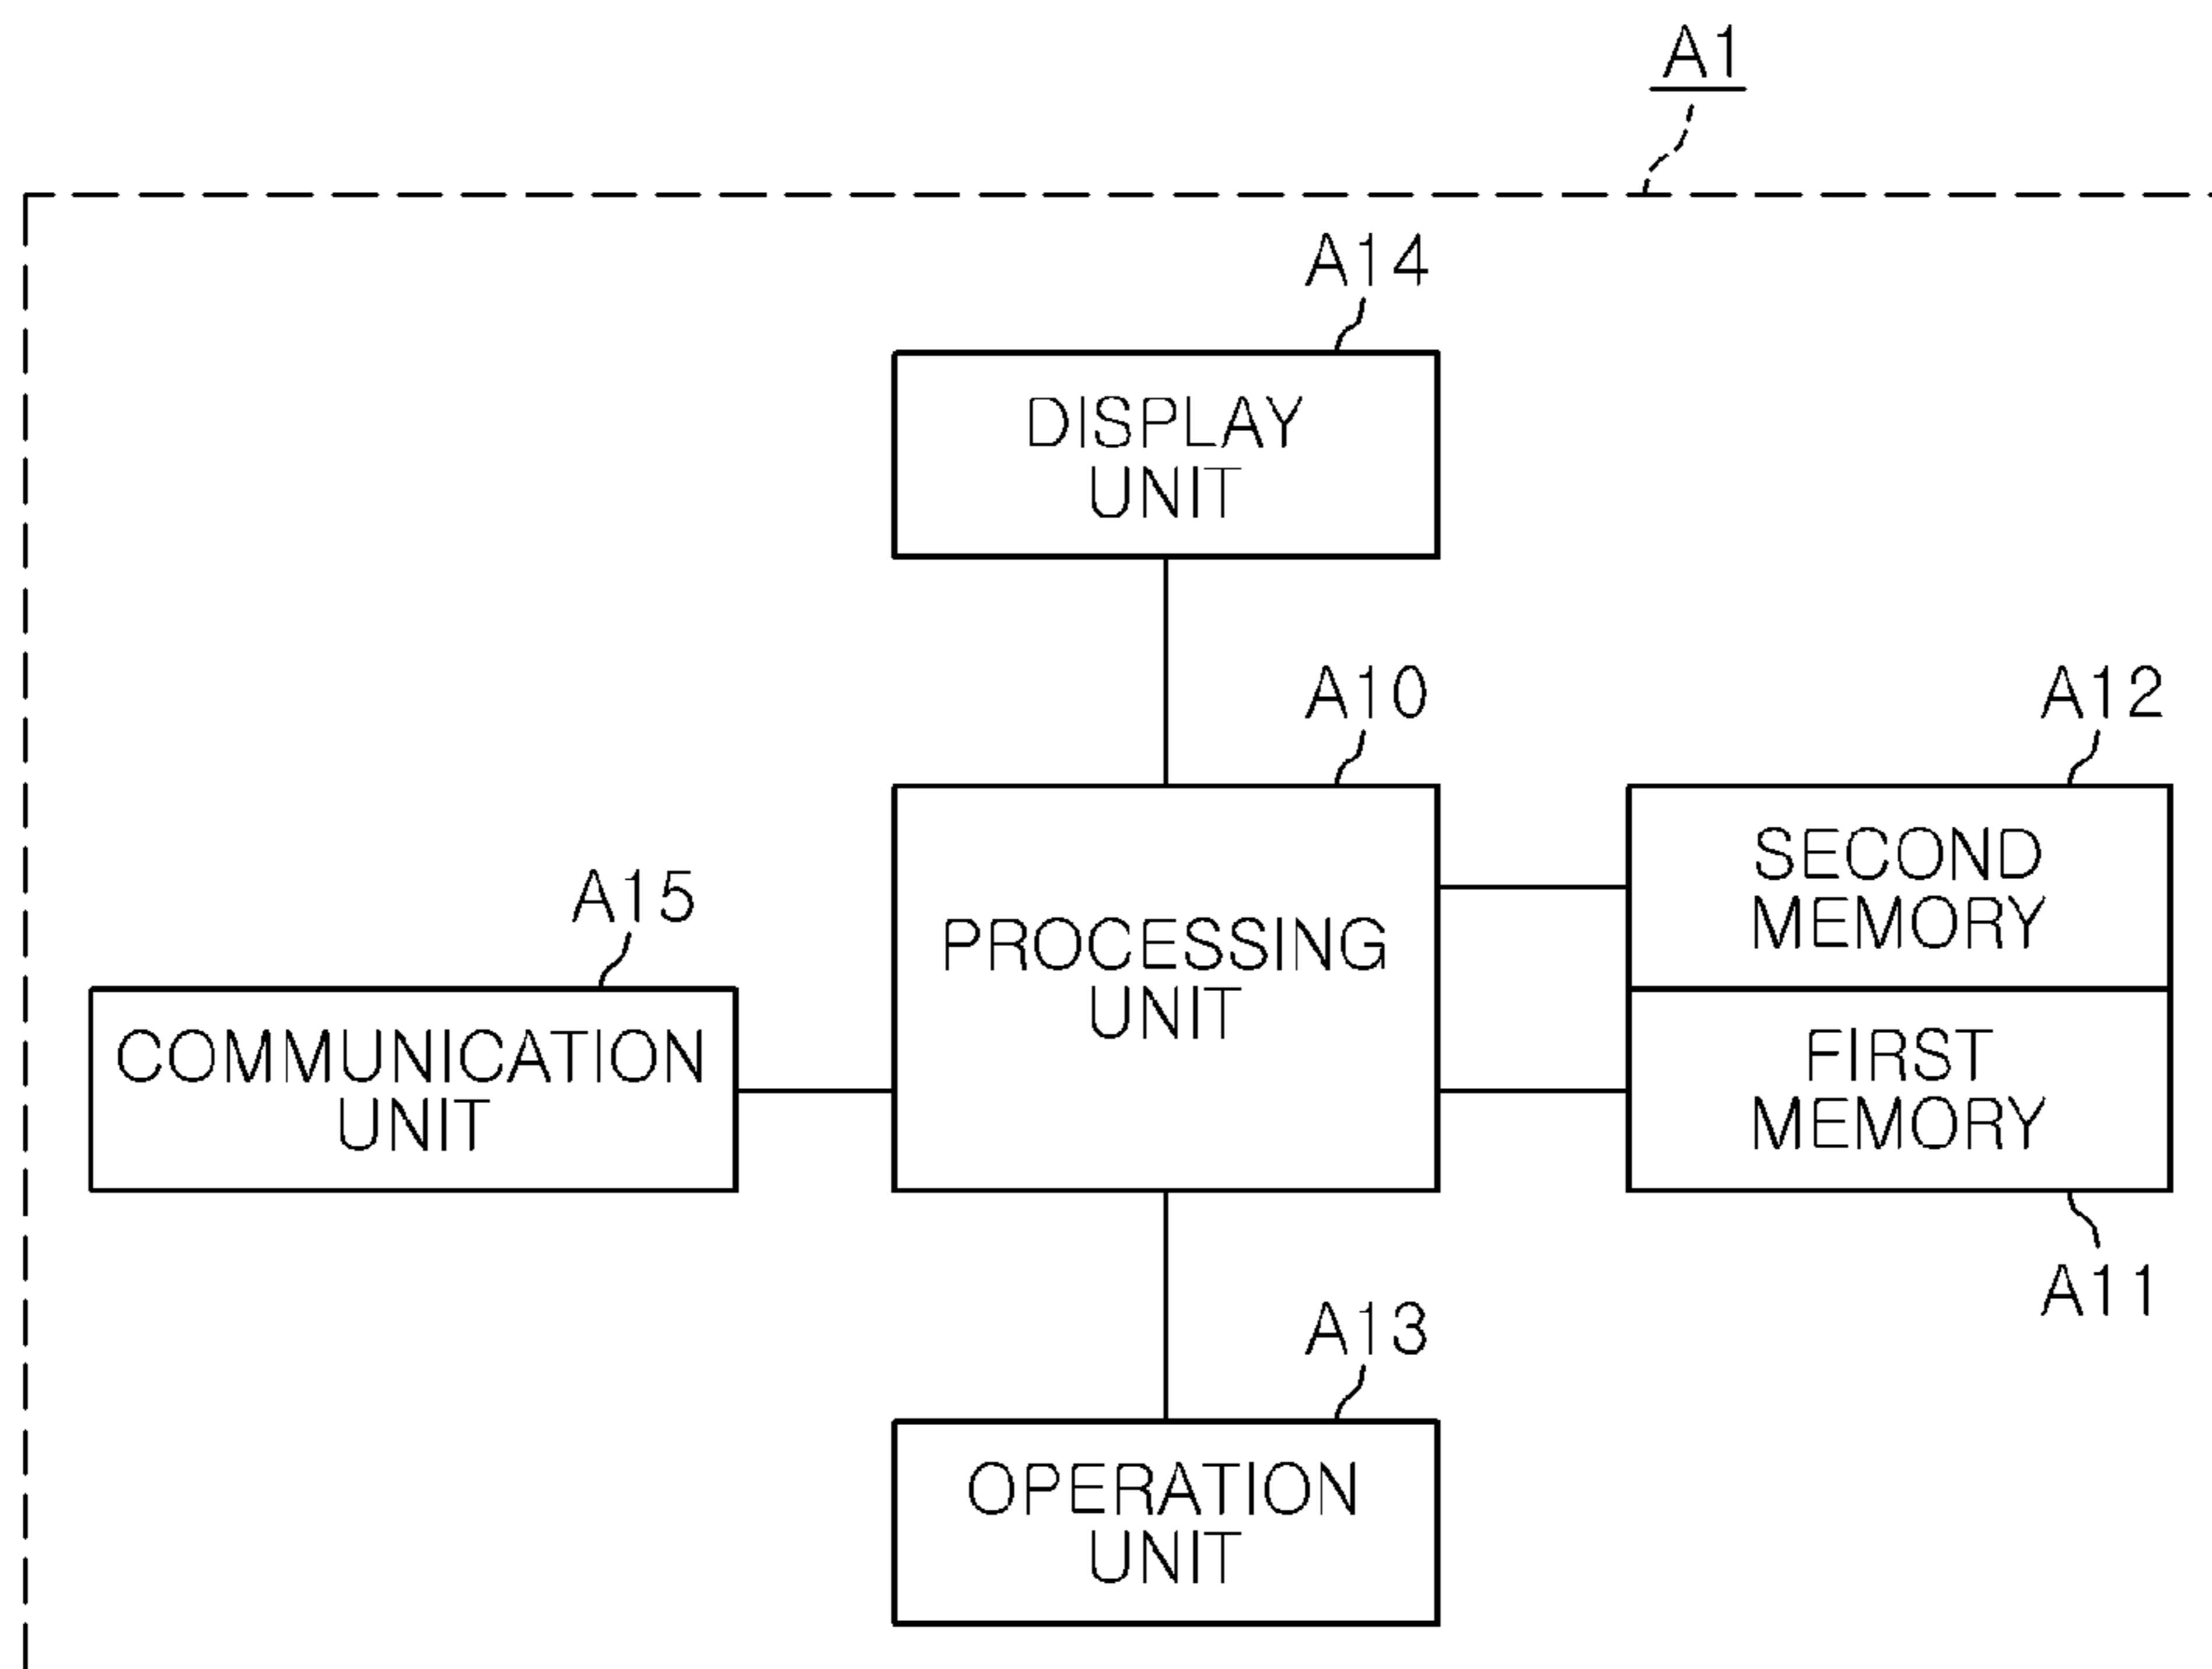 A1
A14
DISPLAY
UNIT
A10
A12
PROCESSING
UNIT
SECOND
MEMORY
A15
COMMUNICATION
UNIT
FIRST
MEMORY
A11
A13
OPERATION
UNIT